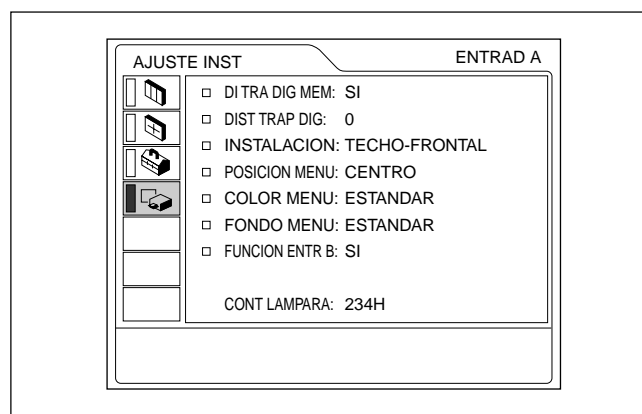 AJUSTE INST ENTRAD A
DI TRA DIG MEM: SI
DIST TRAP DIG: 0
INSTALACION: TECHO-FRONTAL
POSICION MENU: CENTRO
COLOR MENU: ESTANDAR
FONDO MENU: ESTANDAR
FUNCION ENTR B: SI
CONT LAMPARA: 234H